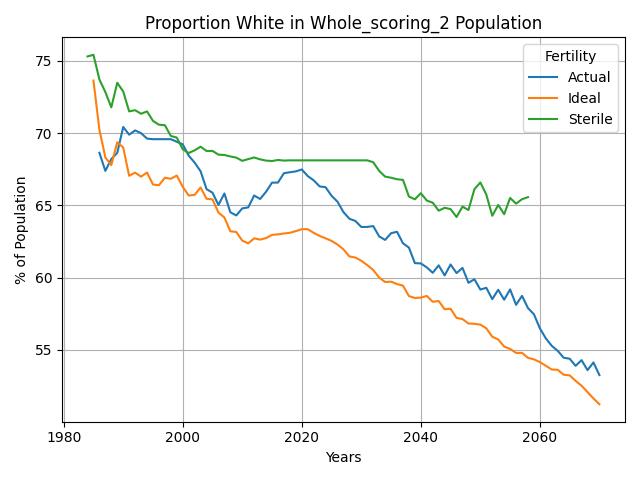 Proportion White in Whole_scoring_2 Population
Fertility
Actual
Ideal
Sterile
% of Population
75
70
65
60
55
1980
2000
2020
2040
2060
Years